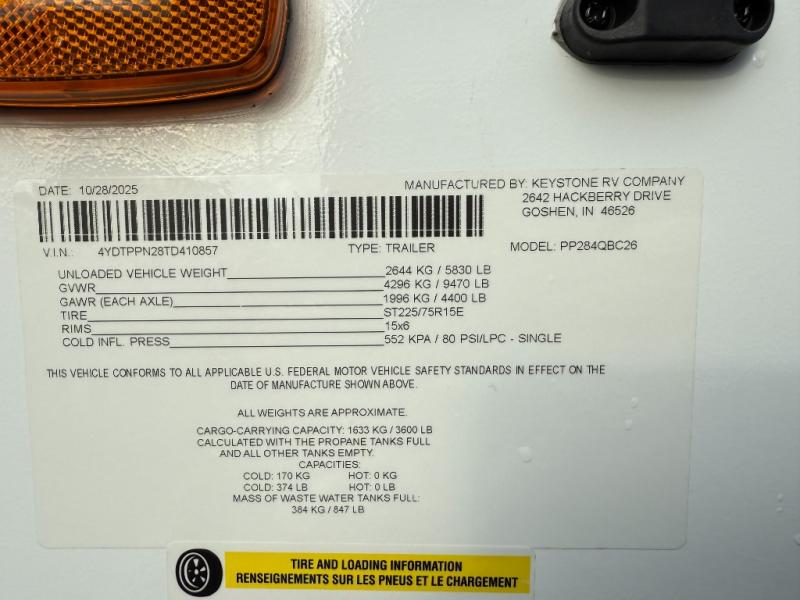 DATE: 10/28/2025
MANUFACTURED BY: KEYSTONE RV COMPANY
2642 HACKBERRY DRIVE
GOSHEN, IN 46526
V.I.N.: 4YDTPPN28TD410857 TYPE: TRAILER MODEL: PP284QBC26
UNLOADED VEHICLE WEIGHT 2644 KG / 5830 LB
GVWR 4296 KG / 9470 LB
GAWR (EACH AXLE) 1996 KG / 4400 LB
TIRE ST225/75R15E
RIMS 15x6
COLD INFL. PRESS 552 KPA / 80 PSI/LPC - SINGLE
THIS VEHICLE CONFORMS TO ALL APPLICABLE U.S. FEDERAL MOTOR VEHICLE SAFETY STANDARDS IN EFFECT ON THE
DATE OF MANUFACTURE SHOWN ABOVE.
ALL WEIGHTS ARE APPROXIMATE.
CARGO-CARRYING CAPACITY: 1633 KG / 3600 LB
CALCULATED WITH THE PROPANE TANKS FULL
AND ALL OTHER TANKS EMPTY.
CAPACITIES:
COLD: 170 KG HOT: 0 KG
COLD: 374 LB HOT: 0 LB
MASS OF WASTE WATER TANKS FULL:
384 KG / 847 LB
TIRE AND LOADING INFORMATION
RENSEIGNEMENTS SUR LES PNEUS ET LE CHARGEMENT